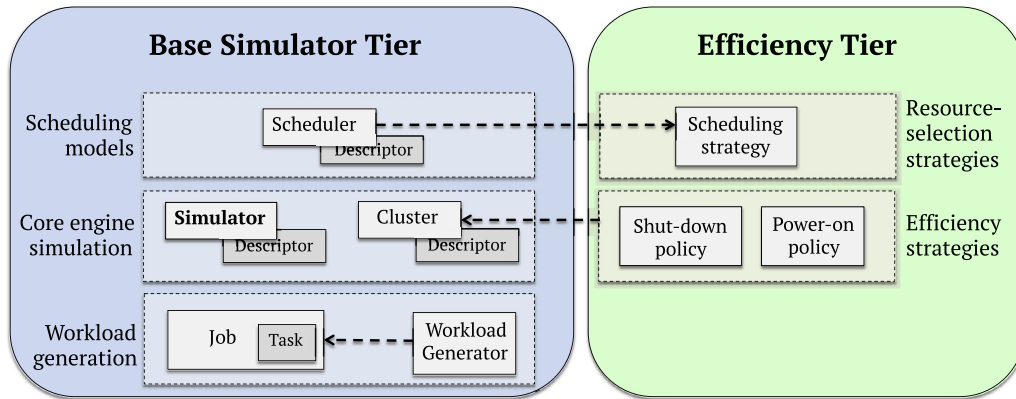 Base Simulator Tier
Efficiency Tier
Scheduling
models
Scheduler
Descriptor
Scheduling
strategy
Resource-
selection
strategies
Core engine
simulation
Simulator
Descriptor
Cluster
Descriptor
Shut-down
policy
Power-on
policy
Efficiency
strategies
Workload
generation
Job
Task
Workload
Generator